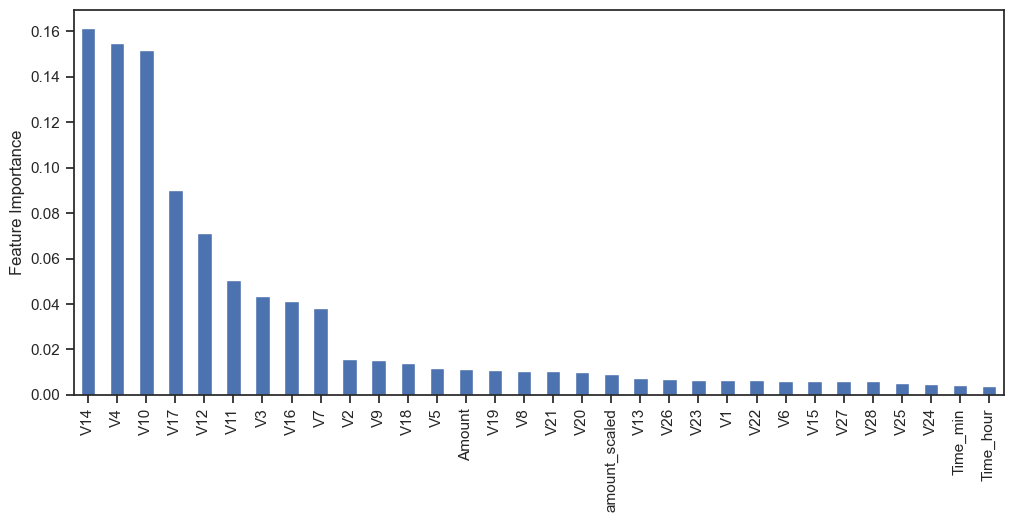 Feature Importance
0.16
0.14
0.12
0.10
0.08
0.06
0.04
0.02
0.00
V14
V4
V10
V17
V12
V11
V3
V16
V7
V2
V9
V18
V5
Amount
V19
V8
V21
V20
amount_scaled
V13
V26
V23
V1
V22
V6
V15
V27
V28
V25
V24
Time_min
Time_hour